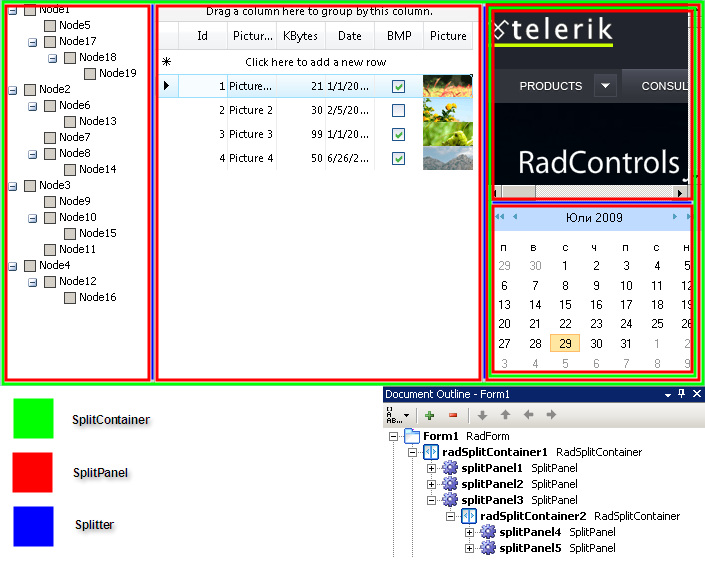 Node1
Node5
Node17
Node18
Node19
Node2
Node6
Node13
Node7
Node8
Node14
Node3
Node9
Node10
Node15
Node11
Node4
Node12
Node16
Drag a column here to group by this column.
Id Pictur... KBytes Date BMP Picture
Click here to add a new row
1 Picture... 21 1/1/20...
2 Picture 2 30 2/5/20...
3 Picture 3 99 1/1/20...
4 Picture 4 50 6/26/2...
telerik
PRODUCTS CONSUL
RadControls
Юли 2009
п в с ч п с н
29 30 1 2 3 4 5
6 7 8 9 10 11 12
13 14 15 16 17 18 19
20 21 22 23 24 25 26
27 28 29 30 31 1 2
3 4 5 6 7 8 9
SplitContainer
SplitPanel
Splitter
Document Outline - Form1
Form1 RadForm
radSplitContainer1 RadSplitContainer
splitPanel1 SplitPanel
splitPanel2 SplitPanel
splitPanel3 SplitPanel
radSplitContainer2 RadSplitContainer
splitPanel4 SplitPanel
splitPanel5 SplitPanel